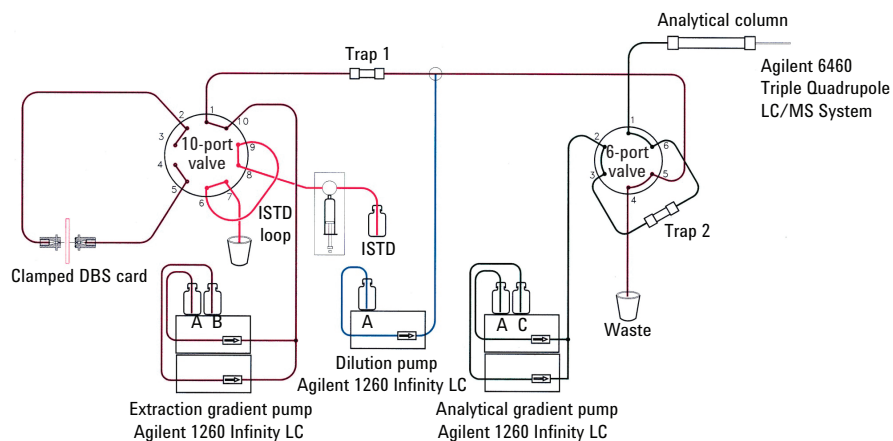 Analytical column
Trap 1
Agilent 6460
Triple Quadrupole
LC/MS System
1
2
10
3
10-port
valve
9
4
8
5
7
6
ISTD
loop
ISTD
Clamped DBS card
1
2
6
6-port
valve
3
5
4
Trap 2
Waste
A B
A
A C
Dilution pump
Agilent 1260 Infinity LC
Extraction gradient pump
Agilent 1260 Infinity LC
Analytical gradient pump
Agilent 1260 Infinity LC